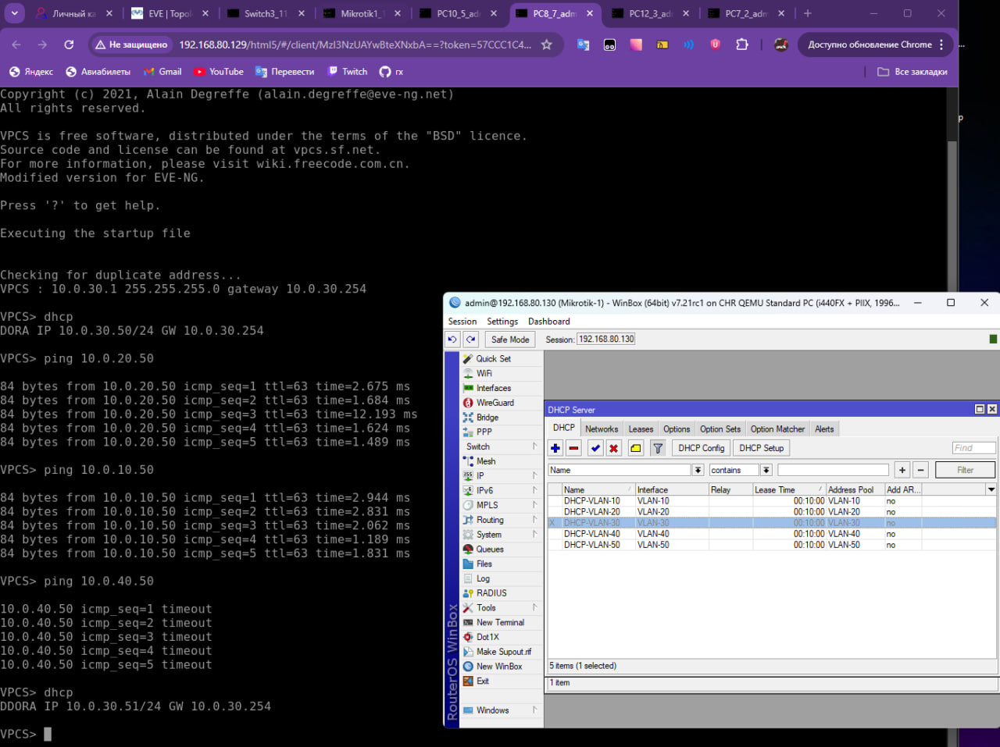 Личный ка
EVE | Topol
Switch3_11_
Mikrotik1_1
PC10_5_adm
PC8_7_adm
PC12_3_adm
PC7_2_adm
Не защищено
192.168.80.129/html5/#/client/MzI3NzUAYwBteXNxbA==?token=57CCC1C4...
Доступно обновление Chrome
Яндекс
Авиабилеты
Gmail
YouTube
Перевести
Twitch
гх
Все закладки
Copyright (c) 2021, Alain Degreffe (alain.degreffe@eve-ng.net)
All rights reserved.
VPCS is free software, distributed under the terms of the "BSD" licence.
Source code and license can be found at vpcs.sf.net.
For more information, please visit wiki.freecode.com.cn.
Modified version for EVE-NG.
Press '?' to get help.
Executing the startup file
Checking for duplicate address...
VPCS : 10.0.30.1 255.255.255.0 gateway 10.0.30.254
VPCS> dhcp
DORA IP 10.0.30.50/24 GW 10.0.30.254
VPCS> ping 10.0.20.50
84 bytes from 10.0.20.50 icmp_seq=1 ttl=63 time=2.675 ms
84 bytes from 10.0.20.50 icmp_seq=2 ttl=63 time=1.684 ms
84 bytes from 10.0.20.50 icmp_seq=3 ttl=63 time=12.193 ms
84 bytes from 10.0.20.50 icmp_seq=4 ttl=63 time=1.624 ms
84 bytes from 10.0.20.50 icmp_seq=5 ttl=63 time=1.489 ms
VPCS> ping 10.0.10.50
84 bytes from 10.0.10.50 icmp_seq=1 ttl=63 time=2.944 ms
84 bytes from 10.0.10.50 icmp_seq=2 ttl=63 time=2.831 ms
84 bytes from 10.0.10.50 icmp_seq=3 ttl=63 time=2.062 ms
84 bytes from 10.0.10.50 icmp_seq=4 ttl=63 time=1.189 ms
84 bytes from 10.0.10.50 icmp_seq=5 ttl=63 time=1.831 ms
VPCS> ping 10.0.40.50
10.0.40.50 icmp_seq=1 timeout
10.0.40.50 icmp_seq=2 timeout
10.0.40.50 icmp_seq=3 timeout
10.0.40.50 icmp_seq=4 timeout
10.0.40.50 icmp_seq=5 timeout
VPCS> dhcp
DDORA IP 10.0.30.51/24 GW 10.0.30.254
VPCS>
admin@192.168.80.130 (Mikrotik-1) - WinBox (64bit) v7.21rc1 on CHR QEMU Standard PC (i440FX + PIIX, 1996...
Session Settings Dashboard
Safe Mode Session: 192.168.80.130
Quick Set
WiFi
Interfaces
WireGuard
Bridge
PPP
Switch
Mesh
IP
IPv6
MPLS
Routing
System
Queues
Files
Log
RADIUS
Tools
New Terminal
Dot1X
Make Supout.rif
New WinBox
Exit
Windows
RouterOS WinBox
DHCP Server
DHCP Networks Leases Options Option Sets Option Matcher Alerts
DHCP Config DHCP Setup Find
Name contains + - Filter
Name Interface Relay Lease Time Address Pool Add AR...
DHCP-VLAN-10 VLAN-10 00:10:00 VLAN-10 no
DHCP-VLAN-20 VLAN-20 00:10:00 VLAN-20 no
X DHCP-VLAN-30 VLAN-30 00:10:00 VLAN-30 no
DHCP-VLAN-40 VLAN-40 00:10:00 VLAN-40 no
DHCP-VLAN-50 VLAN-50 00:10:00 VLAN-50 no
5 items (1 selected)
1 item